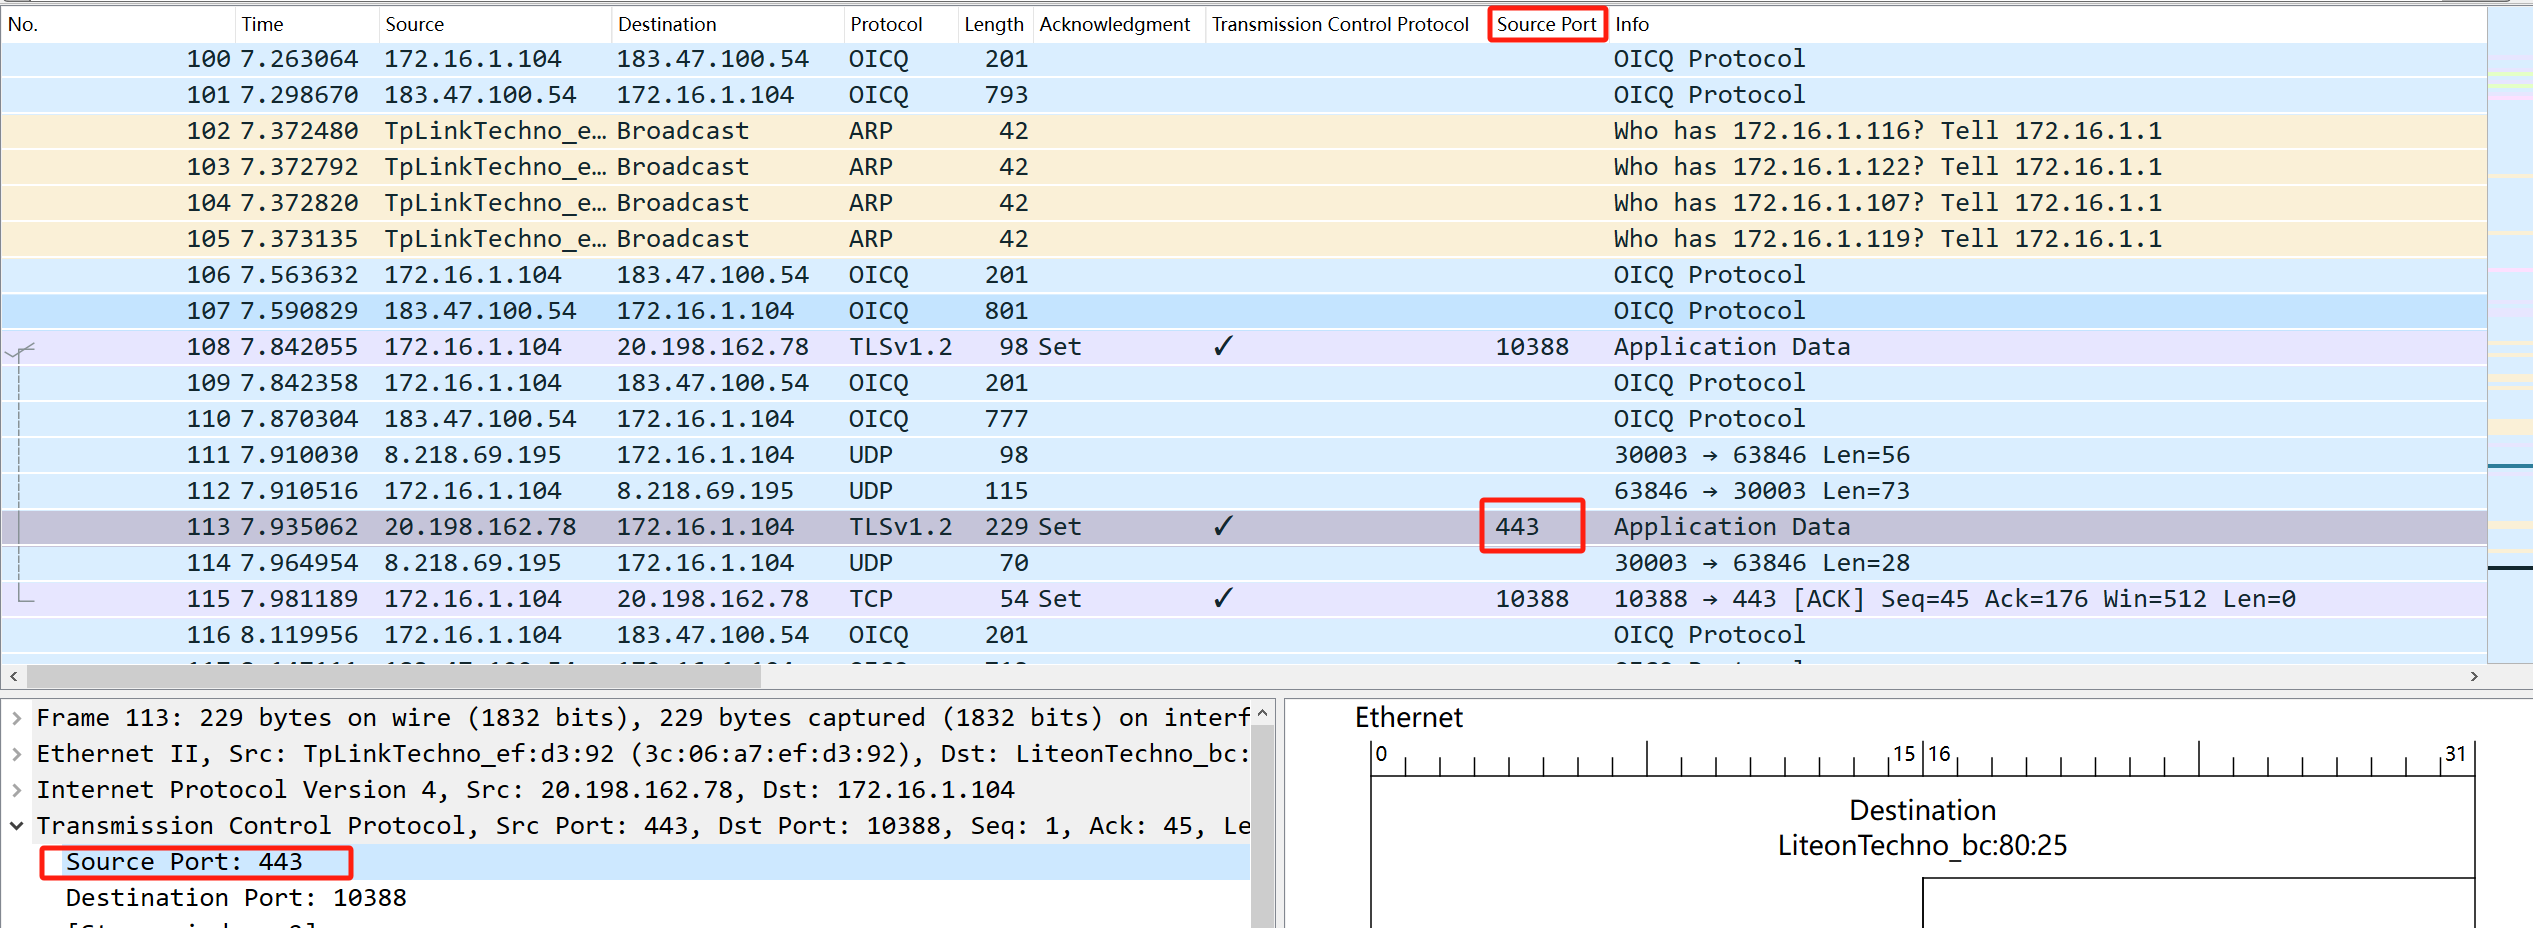 No. Time Source Destination Protocol Length Acknowledgment Transmission Control Protocol Source Port Info
100 7.263064 172.16.1.104 183.47.100.54 OICQ 201 OICQ Protocol
101 7.298670 183.47.100.54 172.16.1.104 OICQ 793 OICQ Protocol
102 7.372480 TpLinkTechno_e… Broadcast ARP 42 Who has 172.16.1.116? Tell 172.16.1.1
103 7.372792 TpLinkTechno_e… Broadcast ARP 42 Who has 172.16.1.122? Tell 172.16.1.1
104 7.372820 TpLinkTechno_e… Broadcast ARP 42 Who has 172.16.1.107? Tell 172.16.1.1
105 7.373135 TpLinkTechno_e… Broadcast ARP 42 Who has 172.16.1.119? Tell 172.16.1.1
106 7.563632 172.16.1.104 183.47.100.54 OICQ 201 OICQ Protocol
107 7.590829 183.47.100.54 172.16.1.104 OICQ 801 OICQ Protocol
108 7.842055 172.16.1.104 20.198.162.78 TLSv1.2 98 Set ✓ 10388 Application Data
109 7.842358 172.16.1.104 183.47.100.54 OICQ 201 OICQ Protocol
110 7.870304 183.47.100.54 172.16.1.104 OICQ 777 OICQ Protocol
111 7.910030 8.218.69.195 172.16.1.104 UDP 98 30003 → 63846 Len=56
112 7.910516 172.16.1.104 8.218.69.195 UDP 115 63846 → 30003 Len=73
113 7.935062 20.198.162.78 172.16.1.104 TLSv1.2 229 Set ✓ 443 Application Data
114 7.964954 8.218.69.195 172.16.1.104 UDP 70 30003 → 63846 Len=28
115 7.981189 172.16.1.104 20.198.162.78 TCP 54 Set ✓ 10388 10388 → 443 [ACK] Seq=45 Ack=176 Win=512 Len=0
116 8.119956 172.16.1.104 183.47.100.54 OICQ 201 OICQ Protocol
Frame 113: 229 bytes on wire (1832 bits), 229 bytes captured (1832 bits) on interf
Ethernet II, Src: TpLinkTechno_ef:d3:92 (3c:06:a7:ef:d3:92), Dst: LiteonTechno_bc:
Internet Protocol Version 4, Src: 20.198.162.78, Dst: 172.16.1.104
Transmission Control Protocol, Src Port: 443, Dst Port: 10388, Seq: 1, Ack: 45, Le
Source Port: 443
Destination Port: 10388
Ethernet
0 15 16 31
Destination
LiteonTechno_bc:80:25